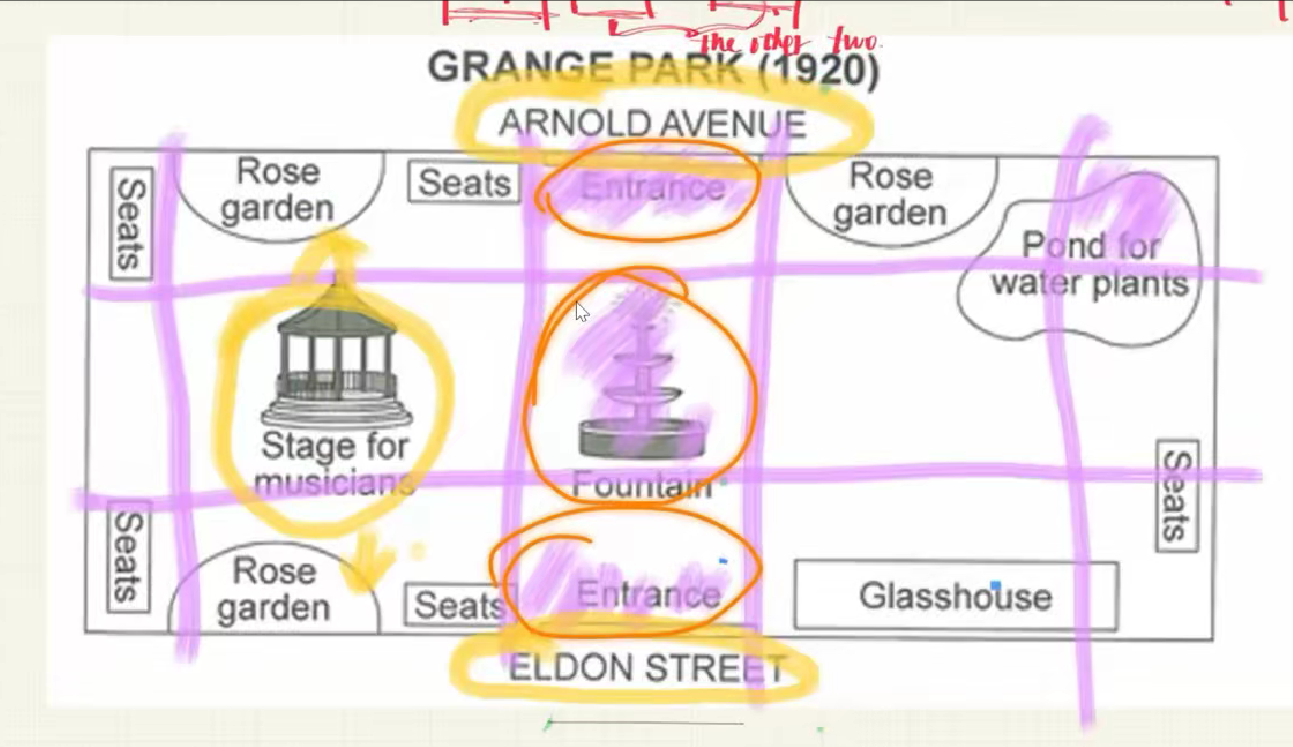 the other two.
GRANGE PARK (1920)
ARNOLD AVENUE
Seats
Rose
garden
Seats
Entrance
Rose
garden
Pond for
water plants
Stage for
musicians
Fountain
Seats
Seats
Rose
garden
Seats
Entrance
Glasshouse
ELDON STREET